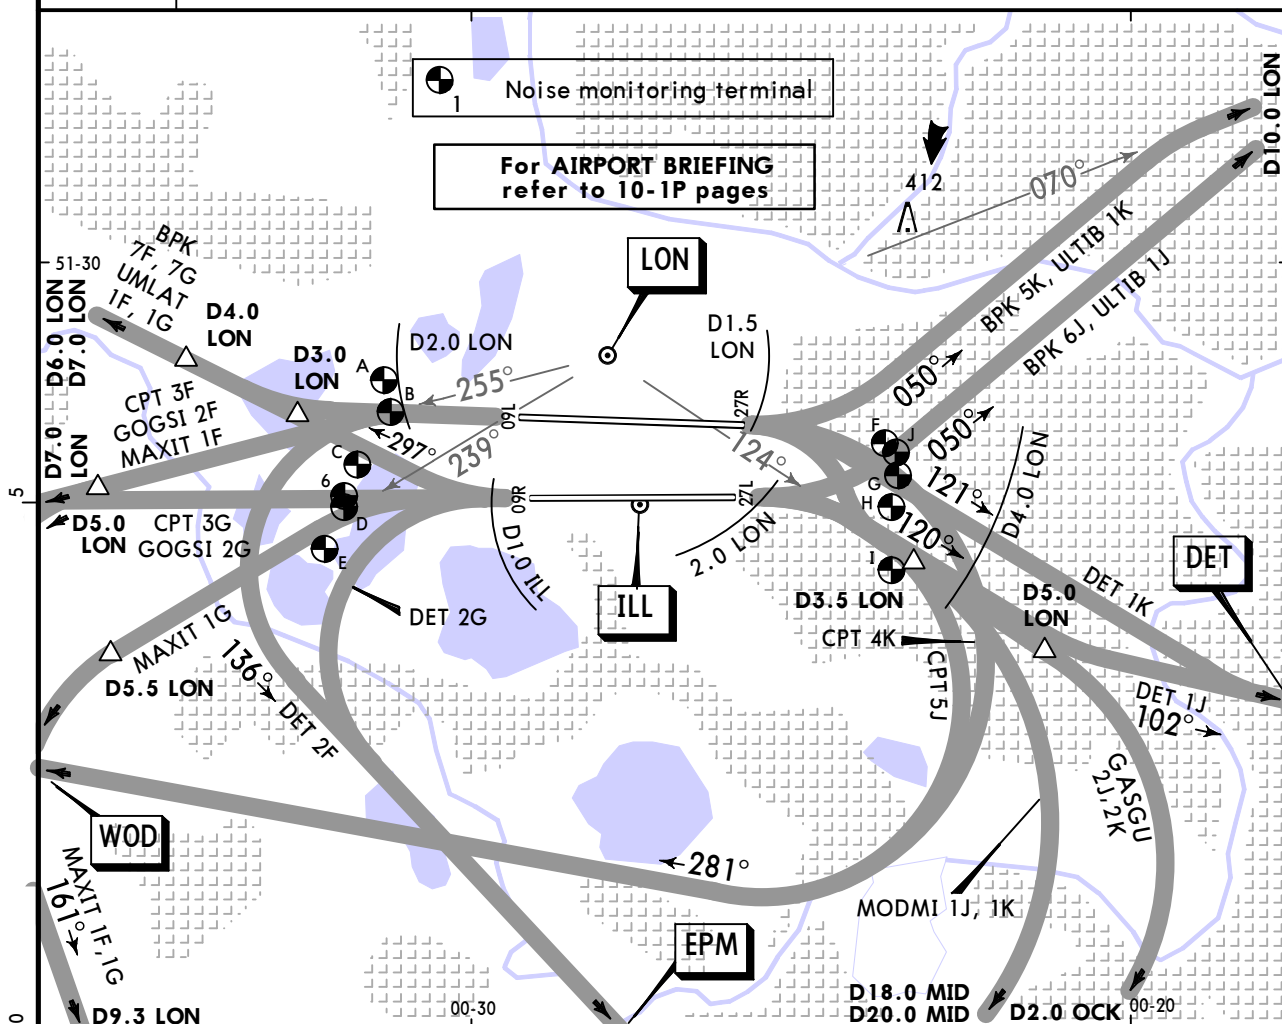 1
Noise monitoring terminal
For AIRPORT BRIEFING
refer to 10-1P pages
D10.0 LON
412
070°
LON
BPK
7F, 7G
UMLAT
1F, 1G
51-30
D6.0 LON
D7.0 LON
D4.0
LON
D3.0
LON
D2.0 LON
D1.5
LON
BPK 5K, ULTIB 1K
BPK 6J, ULTIB 1J
A
B
255°
CPT 3F
GOGSI 2F
MAXIT 1F
050°
050°
09L
27R
297°
239°
124°
C
F
J
G
H
I
D7.0
LON
6
D
E
5
D5.0
LON
CPT 3G
GOGSI 2G
09R
27L
121°
120°
D4.0 LON
D1.0 ILL
2.0 LON
DET
ILL
DET 2G
D3.5 LON
D5.0
LON
DET 1K
CPT 4K
MAXIT 1G
D5.5 LON
136°
DET 2F
CPT5J
DET 1J
102°
GASGU
2J,2K
WOD
281°
MODMI 1J, 1K
MAXIT 1F,1G
161°
EPM
D9.3 LON
00-30
D18.0 MID
D20.0 MID
D2.0 OCK
00-20
0